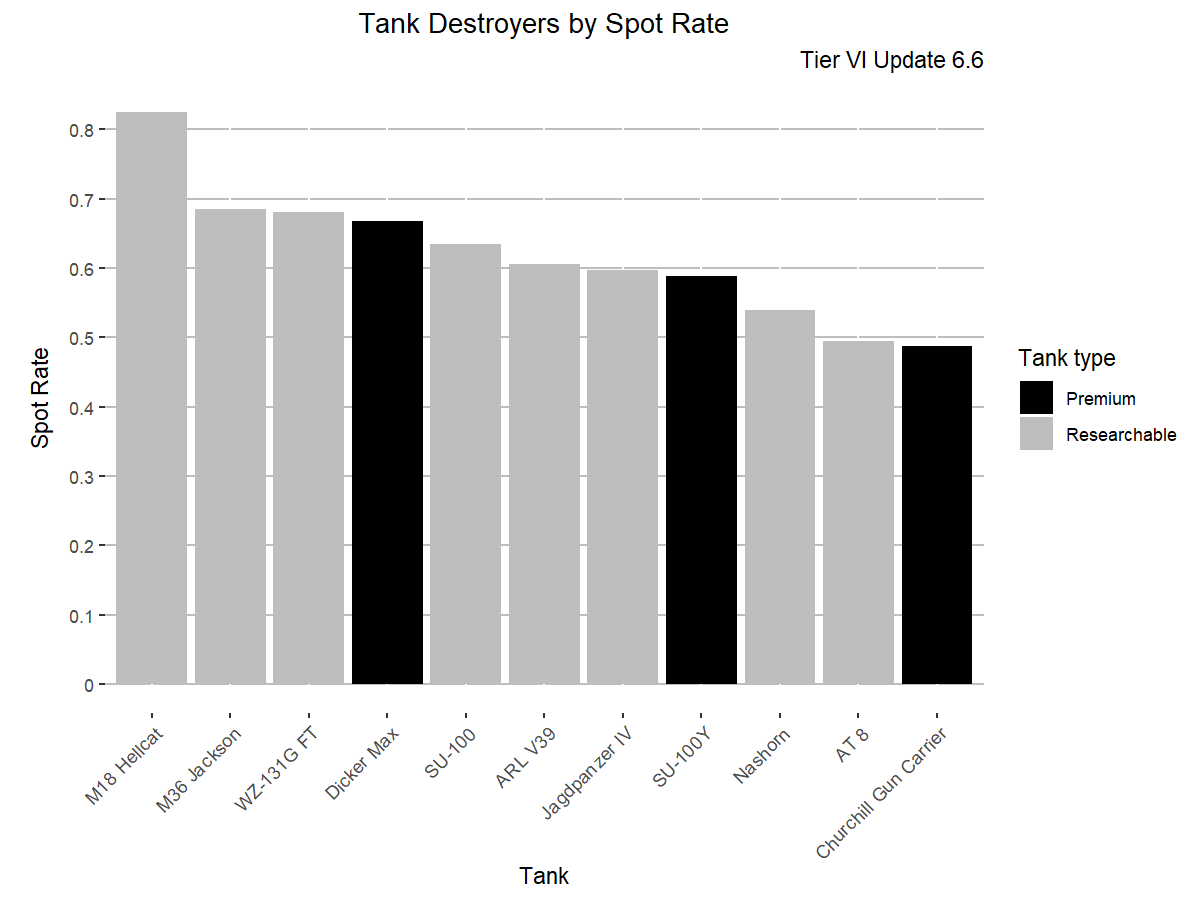 Tank Destroyers by Spot Rate
Tier VI Update 6.6
Spot Rate
0.8
0.7
0.6
0.5
0.4
0.3
0.2
0.1
0
M18 Hellcat
M36 Jackson
WZ-131G FT
Dicker Max
SU-100
ARL V39
Jagdpanzer IV
SU-100Y
Nashorn
AT 8
Churchill Gun Carrier
Tank
Tank type
Premium
Researchable